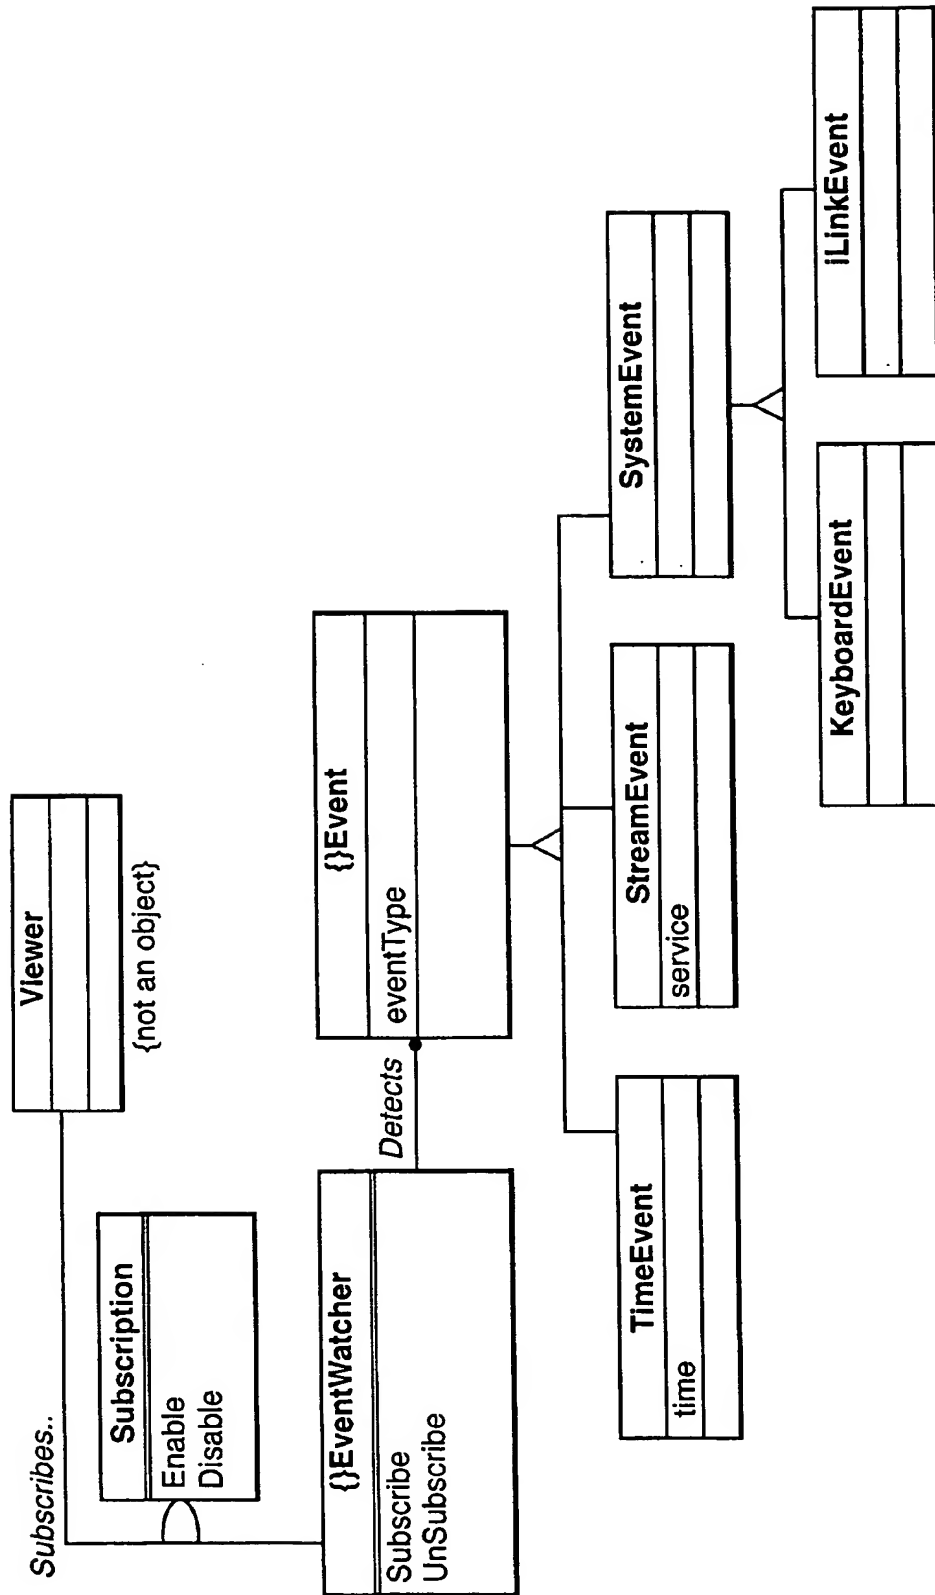 Viewer
{not an object}
Subscribes..
Subscription
Enable
Disable
{}EventWatcher
Subscribe
UnSubscribe
Detects
{}Event
eventType
TimeEvent
time
StreamEvent
service
SystemEvent
KeyboardEvent
iLinkEvent